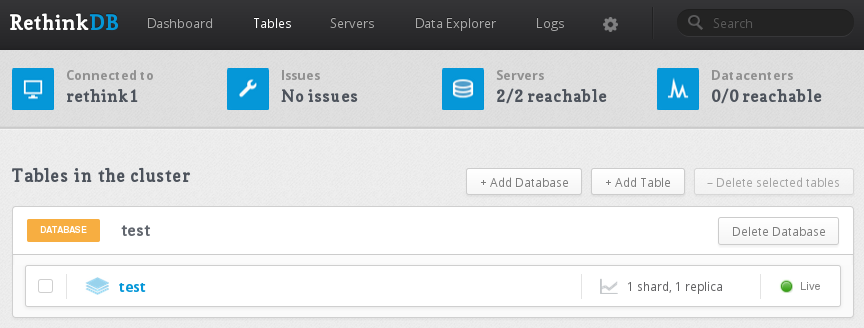 RethinkDB Dashboard Tables Servers Data Explorer Logs Search
Connected to Issues Servers Datacenters
rethink1 No issues 2/2 reachable 0/0 reachable
Tables in the cluster + Add Database + Add Table – Delete selected tables
DATABASE test Delete Database
test 1 shard, 1 replica Live